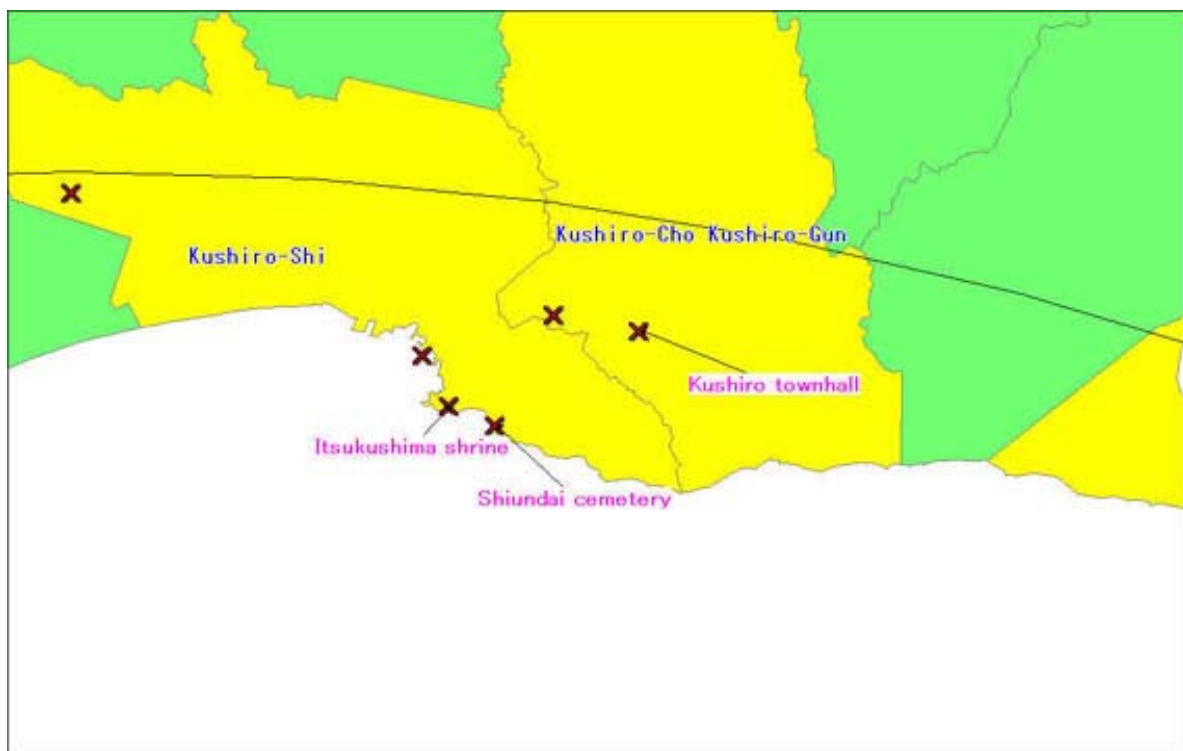 Kushiro-Cho Kushiro-Gun
Kushiro-Shi
Kushiro townhall
Itsukushima shrine
Shiundai cemetery